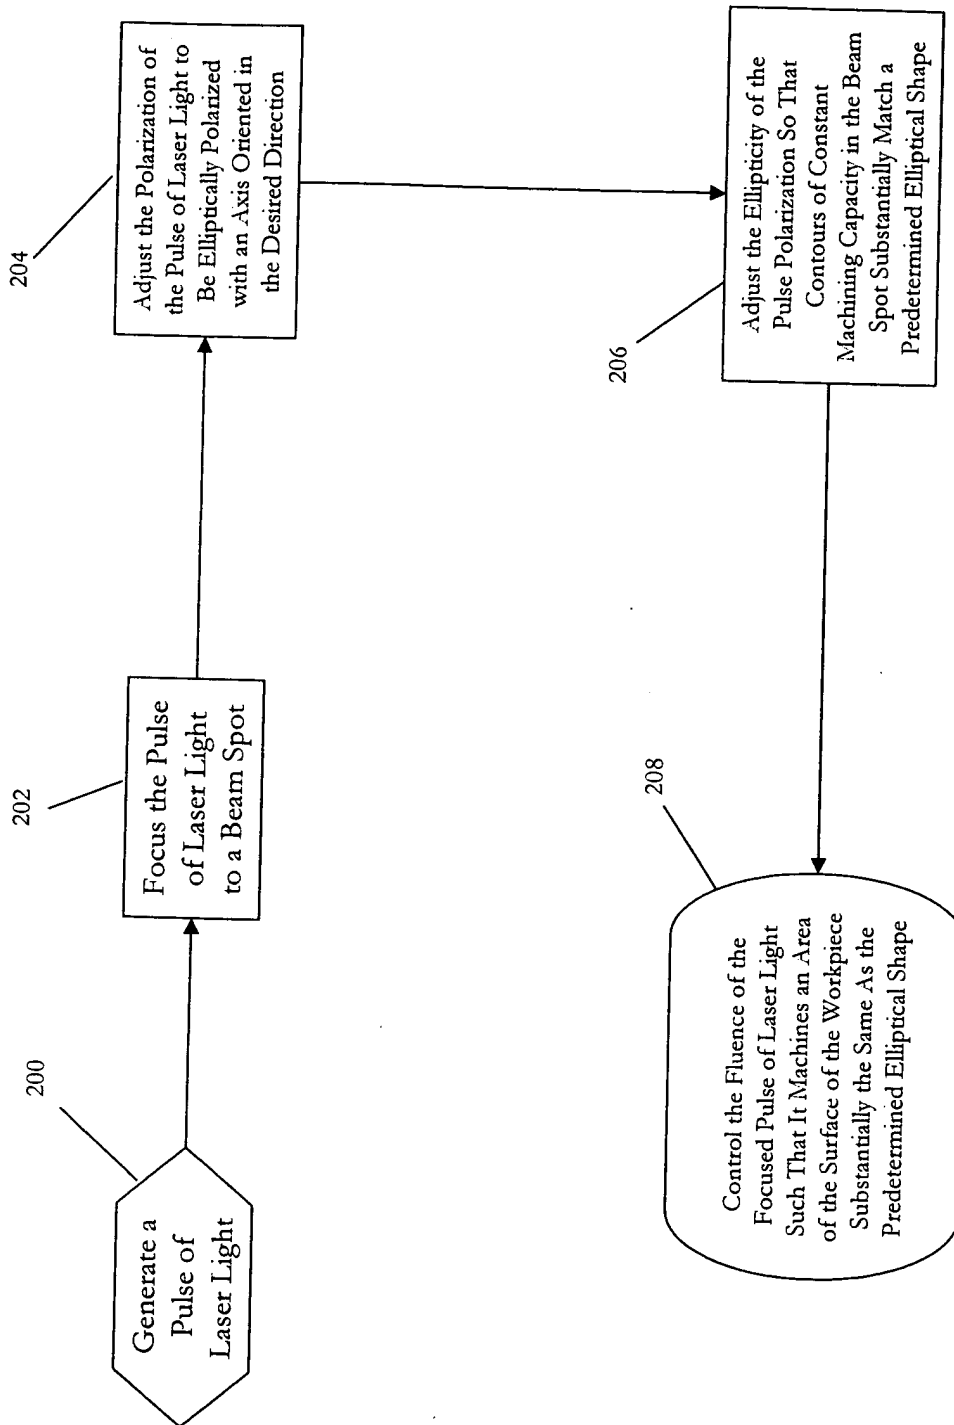 200
Generate a
Pulse of
Laser Light
202
Focus the Pulse
of Laser Light
to a Beam Spot
204
Adjust the Polarization of
the Pulse of Laser Light to
Be Elliptically Polarized
with an Axis Oriented in
the Desired Direction
206
Adjust the Ellipticity of the
Pulse Polarization So That
Contours of Constant
Machining Capacity in the Beam
Spot Substantially Match a
Predetermined Elliptical Shape
208
Control the Fluence of the
Focused Pulse of Laser Light
Such That It Machines an Area
of the Surface of the Workpiece
Substantially the Same As the
Predetermined Elliptical Shape